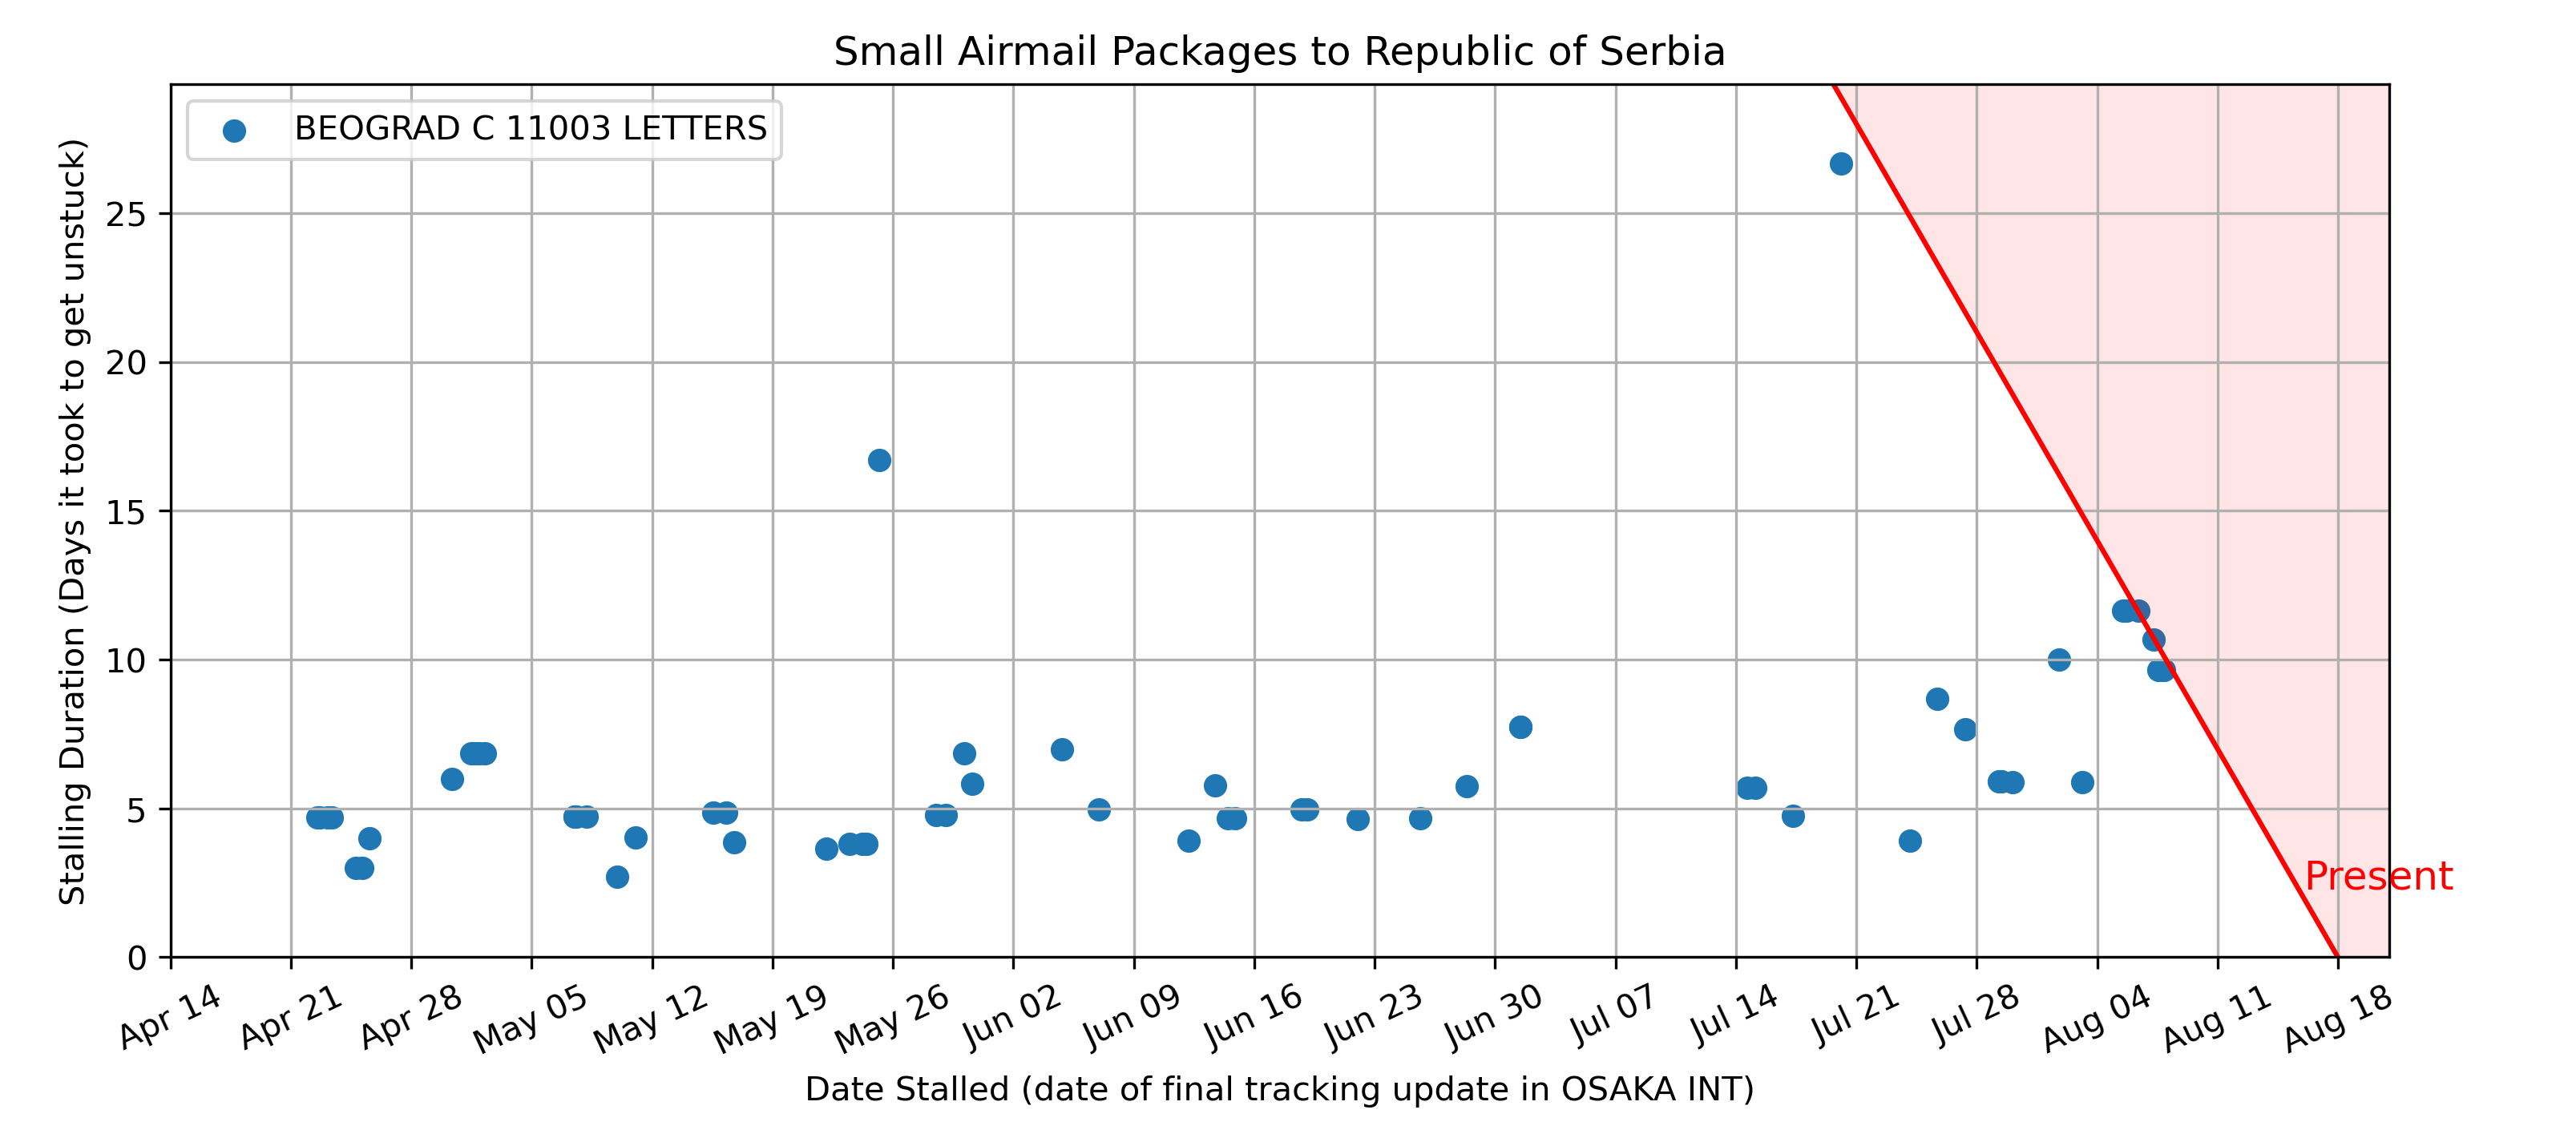 Small Airmail Packages to Republic of Serbia
BEOGRAD C 11003 LETTERS
Stalling Duration (Days it took to get unstuck)
25
20
15
10
5
0
Present
Apr 14
Apr 21
Apr 28
May 05
May 12
May 19
May 26
Jun 02
Jun 09
Jun 16
Jun 23
Jun 30
Jul 07
Jul 14
Jul 21
Jul 28
Aug 04
Aug 11
Aug 18
Date Stalled (date of final tracking update in OSAKA INT)